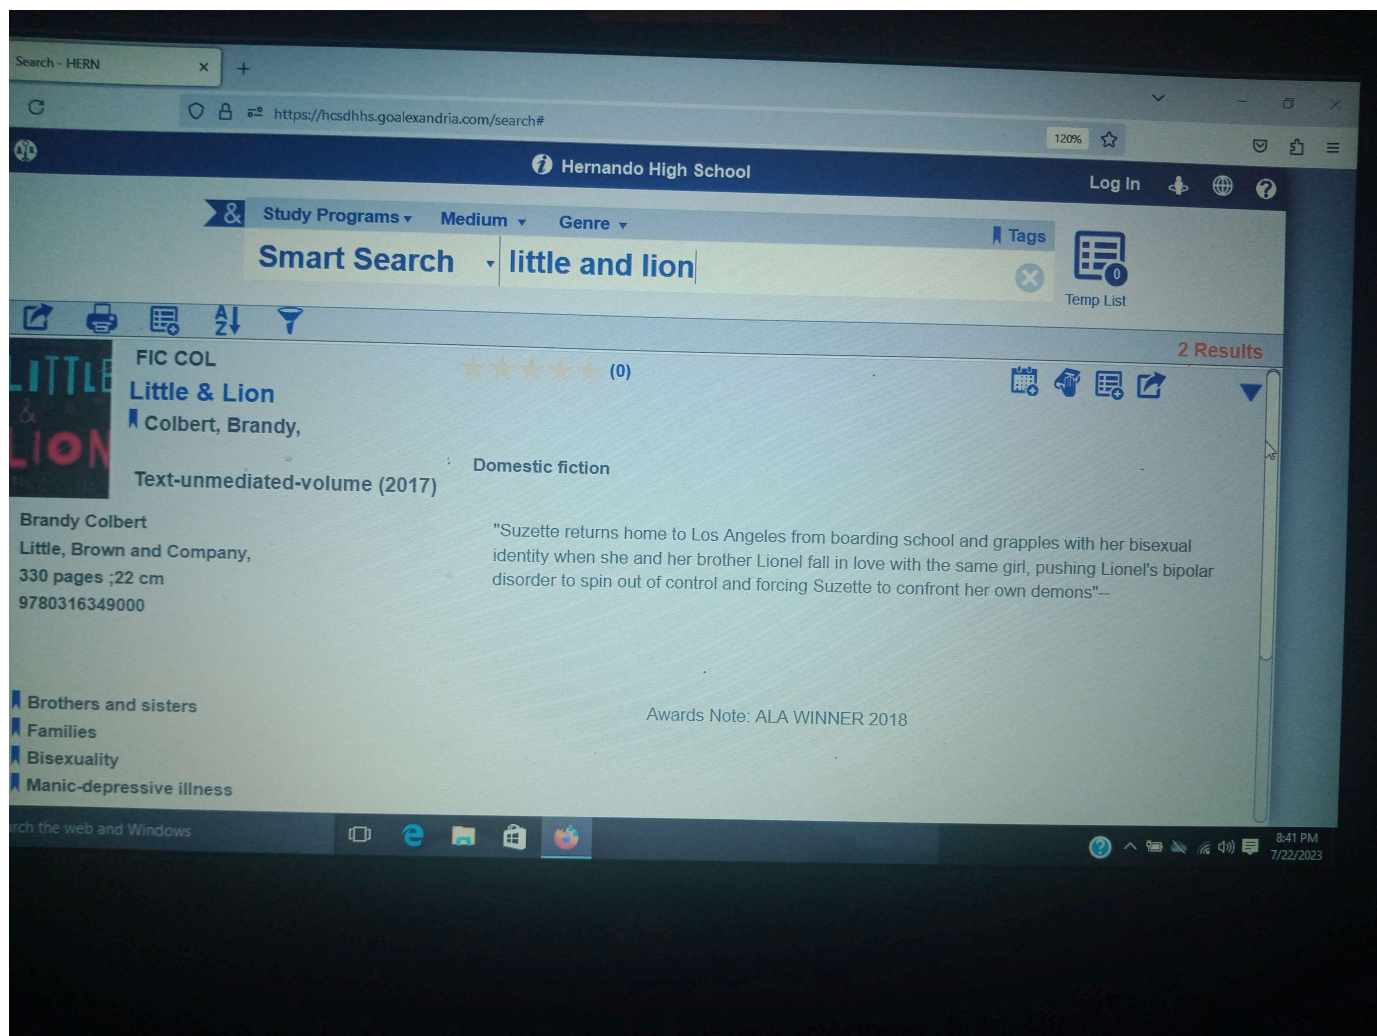 Search - HERN
https://hcsdhhs.goalexandria.com/search#
120%
Hernando High School
Log In
& Study Programs Medium Genre
Tags
Smart Search little and lion
0
Temp List
2 Results
LITTLE
&
LION
FIC COL
(0)
Little & Lion
Colbert, Brandy,
Domestic fiction
Text-unmediated-volume (2017)
Brandy Colbert
Little, Brown and Company,
330 pages ;22 cm
9780316349000
"Suzette returns home to Los Angeles from boarding school and grapples with her bisexual
identity when she and her brother Lionel fall in love with the same girl, pushing Lionel's bipolar
disorder to spin out of control and forcing Suzette to confront her own demons"--
Awards Note: ALA WINNER 2018
Brothers and sisters
Families
Bisexuality
Manic-depressive illness
rch the web and Windows
8:41 PM
7/22/2023